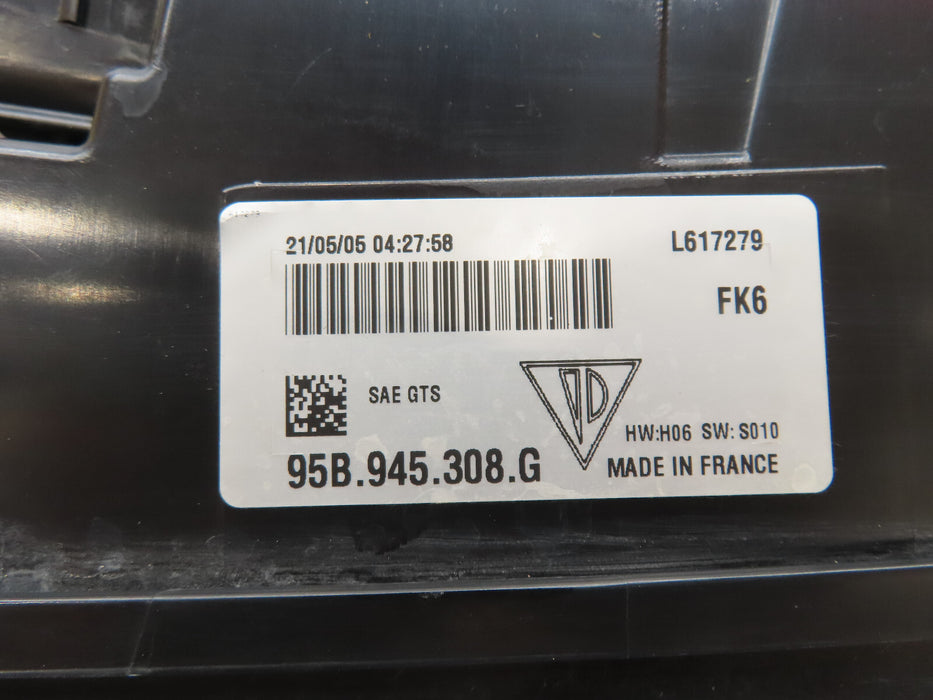 21/05/05 04:27:58
L617279
FK6
SAE GTS
HW:H06 SW: S010
95B.945.308.G
MADE IN FRANCE